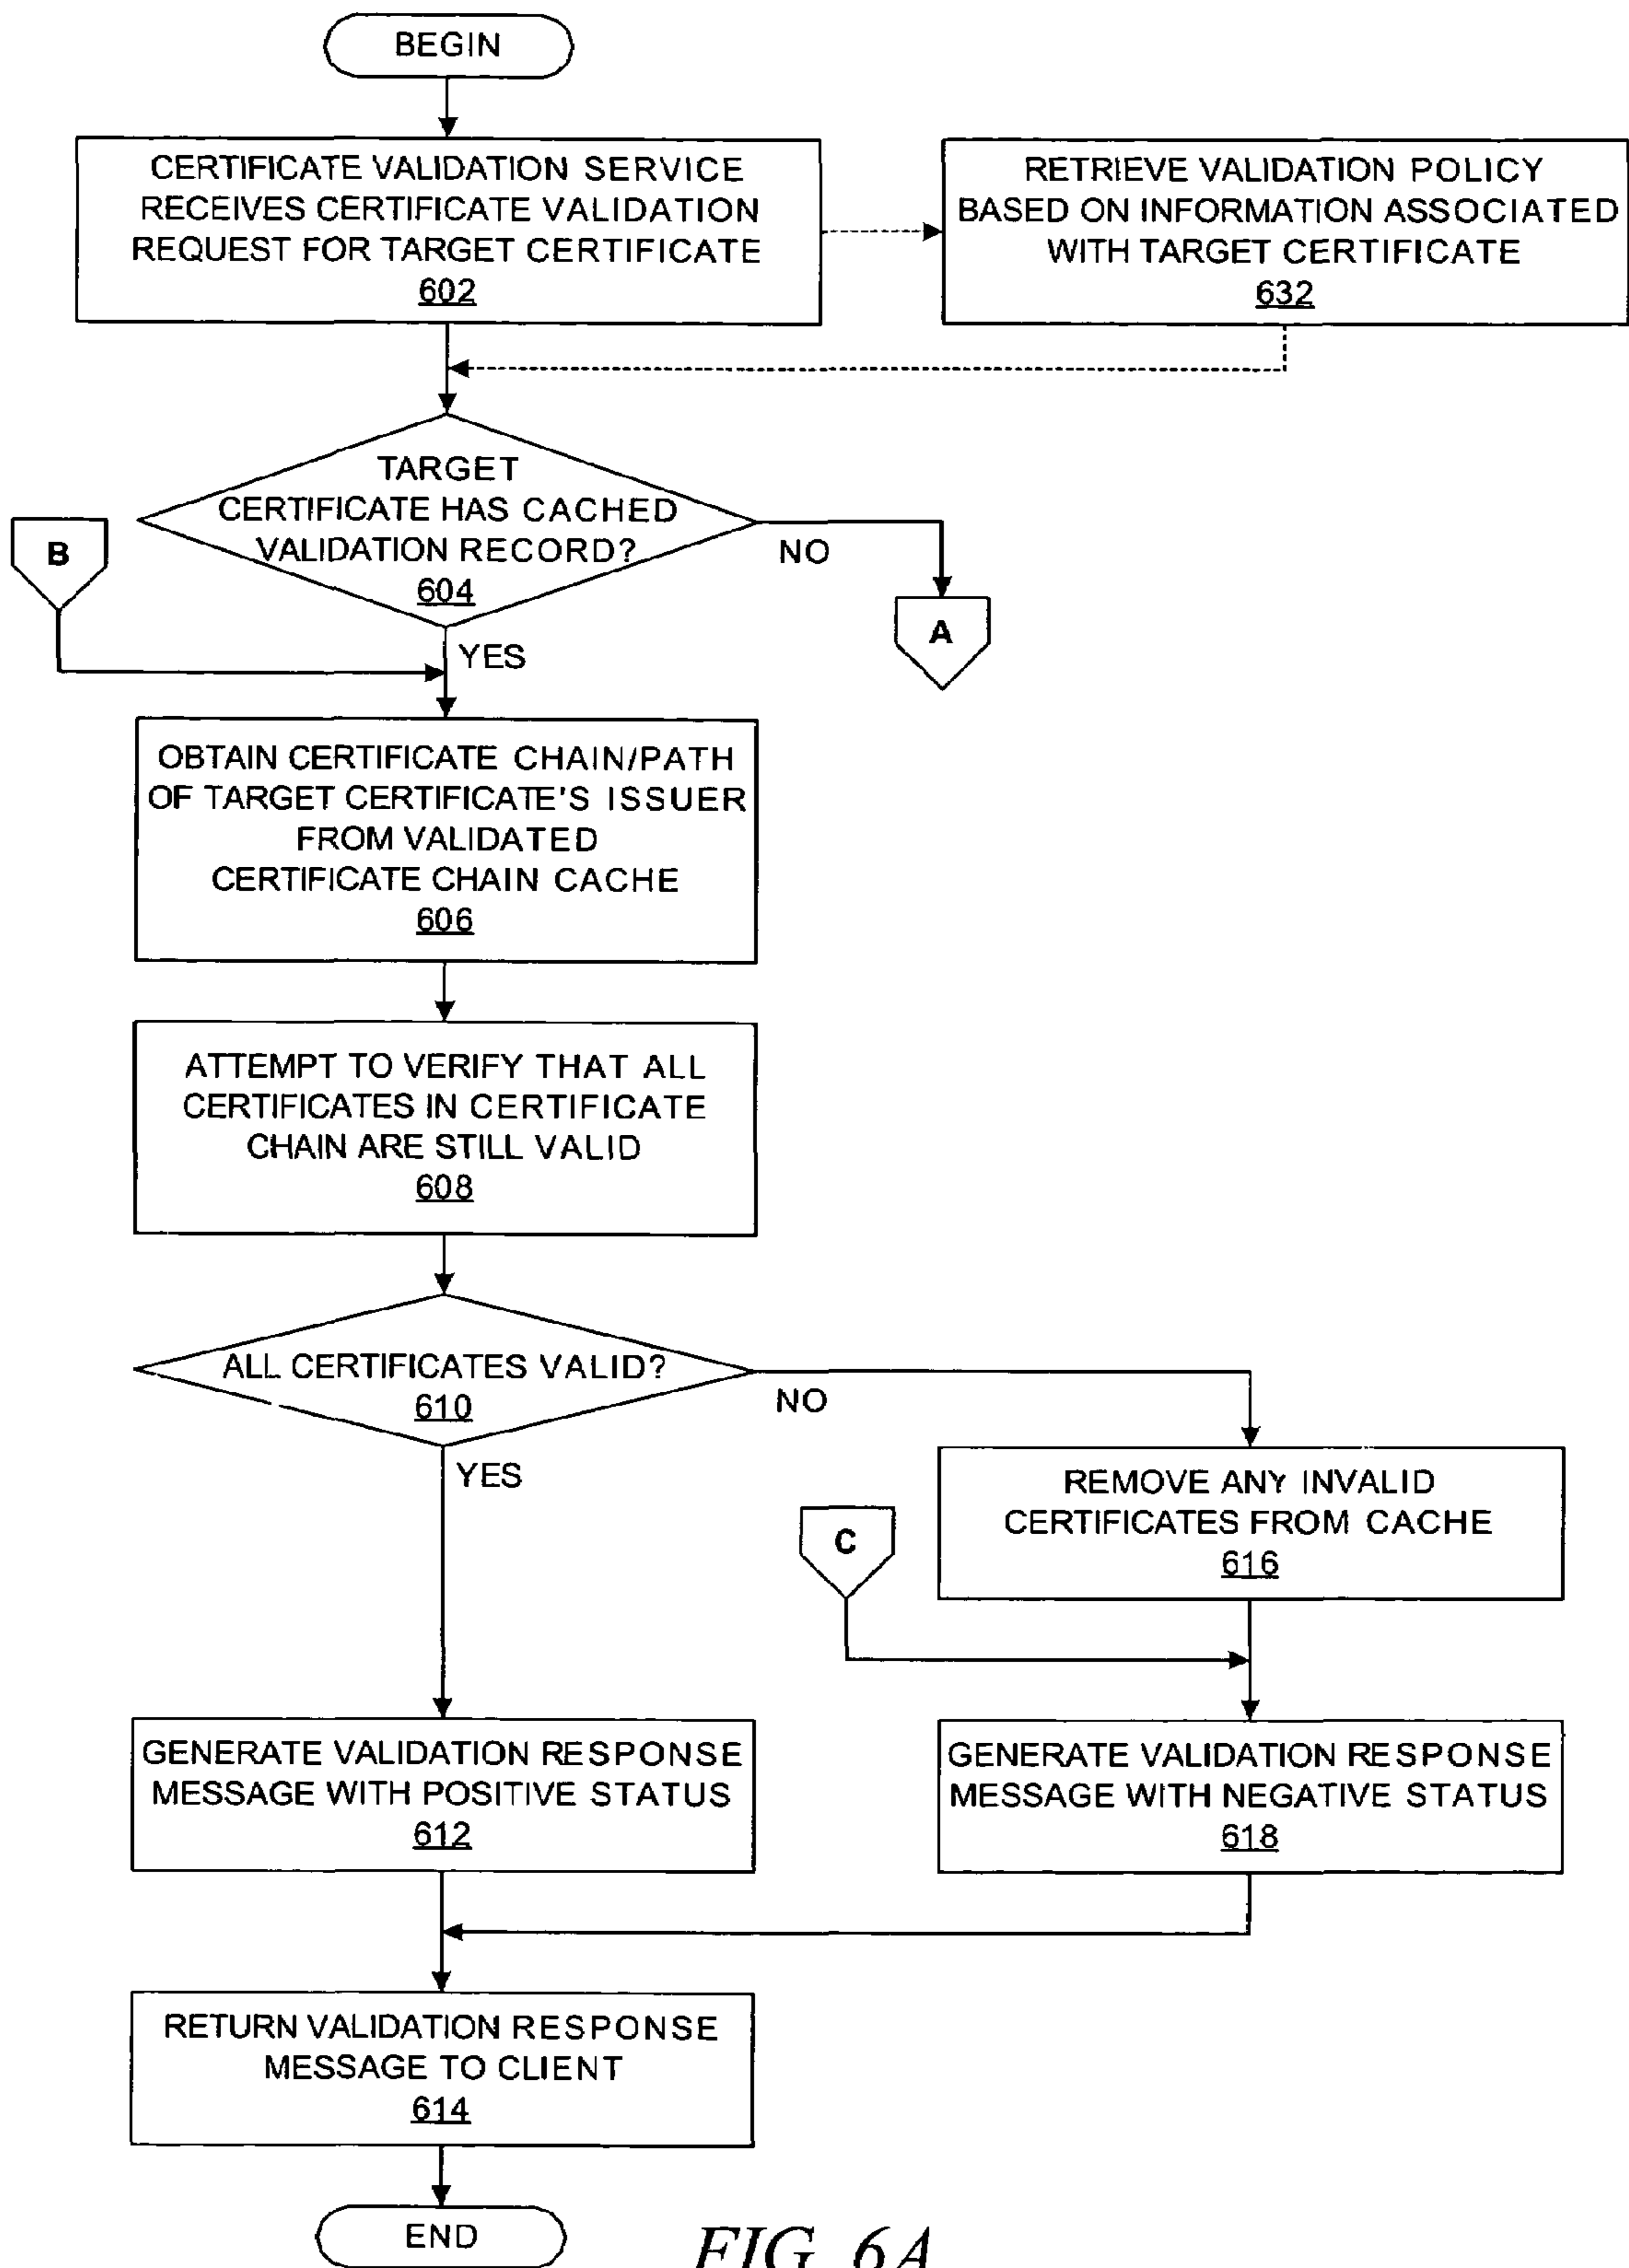 BEGIN
CERTIFICATE VALIDATION SERVICE
RECEIVES CERTIFICATE VALIDATION
REQUEST FOR TARGET CERTIFICATE
602
RETRIEVE VALIDATION POLICY
BASED ON INFORMATION ASSOCIATED
WITH TARGET CERTIFICATE
632
TARGET
CERTIFICATE HAS CACHED
VALIDATION RECORD?
604
B
NO
A
YES
OBTAIN CERTIFICATE CHAIN/PATH
OF TARGET CERTIFICATE'S ISSUER
FROM VALIDATED
CERTIFICATE CHAIN CACHE
606
ATTEMPT TO VERIFY THAT ALL
CERTIFICATES IN CERTIFICATE
CHAIN ARE STILL VALID
608
ALL CERTIFICATES VALID?
610
NO
YES
REMOVE ANY INVALID
CERTIFICATES FROM CACHE
616
C
GENERATE VALIDATION RESPONSE
MESSAGE WITH POSITIVE STATUS
612
GENERATE VALIDATION RESPONSE
MESSAGE WITH NEGATIVE STATUS
618
RETURN VALIDATION RESPONSE
MESSAGE TO CLIENT
614
END
FIG. 6A